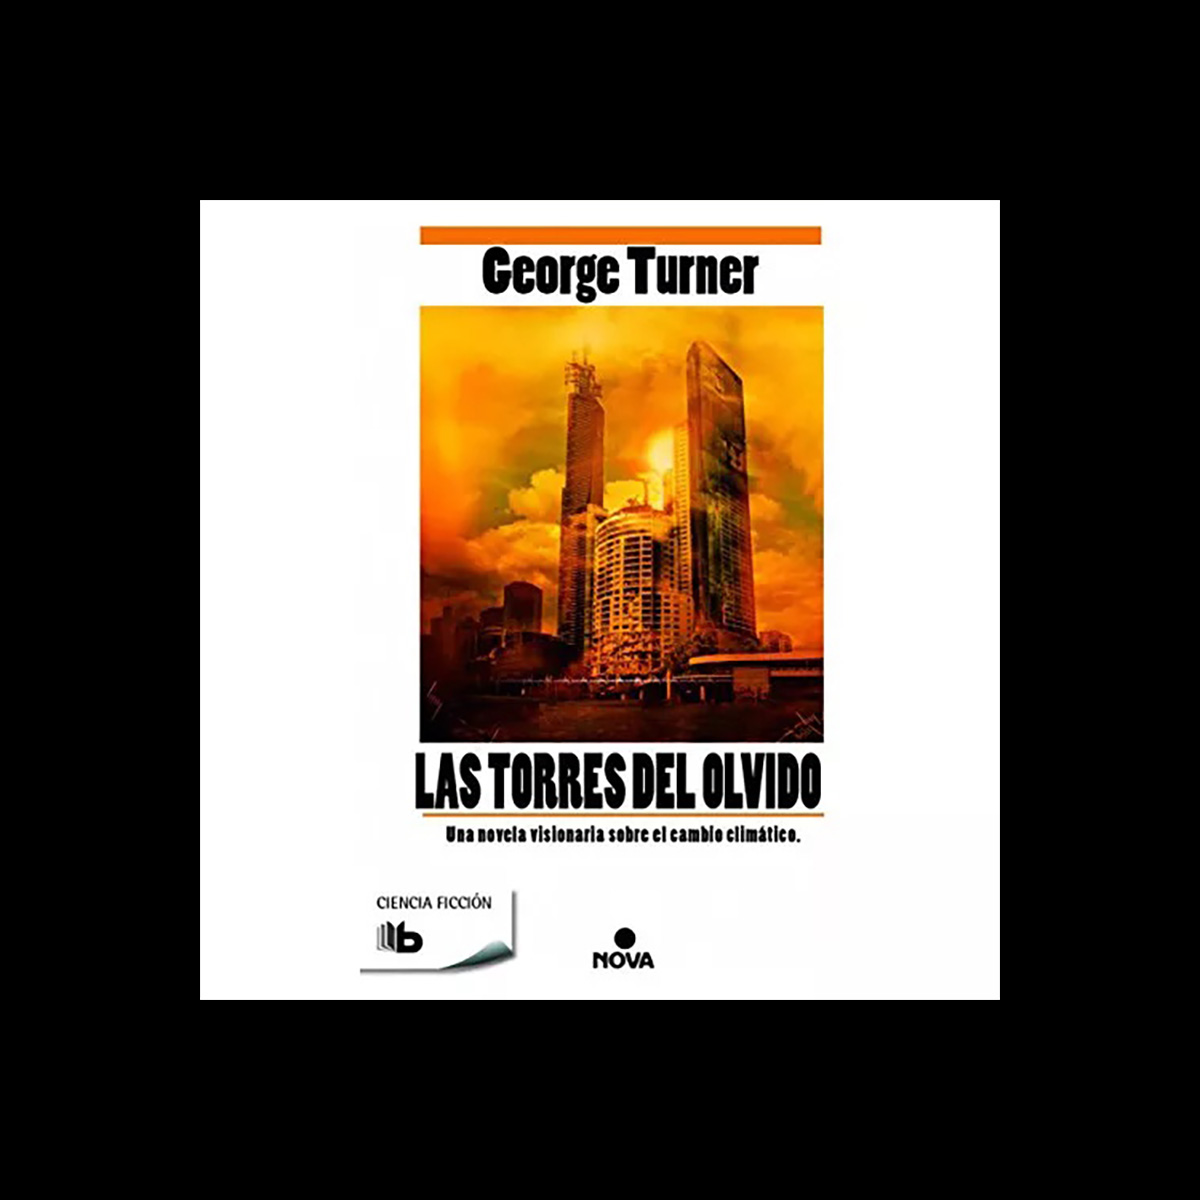 George Turner
LAS TORRES DEL OLVIDO
Una novela visionaria sobre el cambio climático.
CIENCIA FICCIÓN
b
NOVA